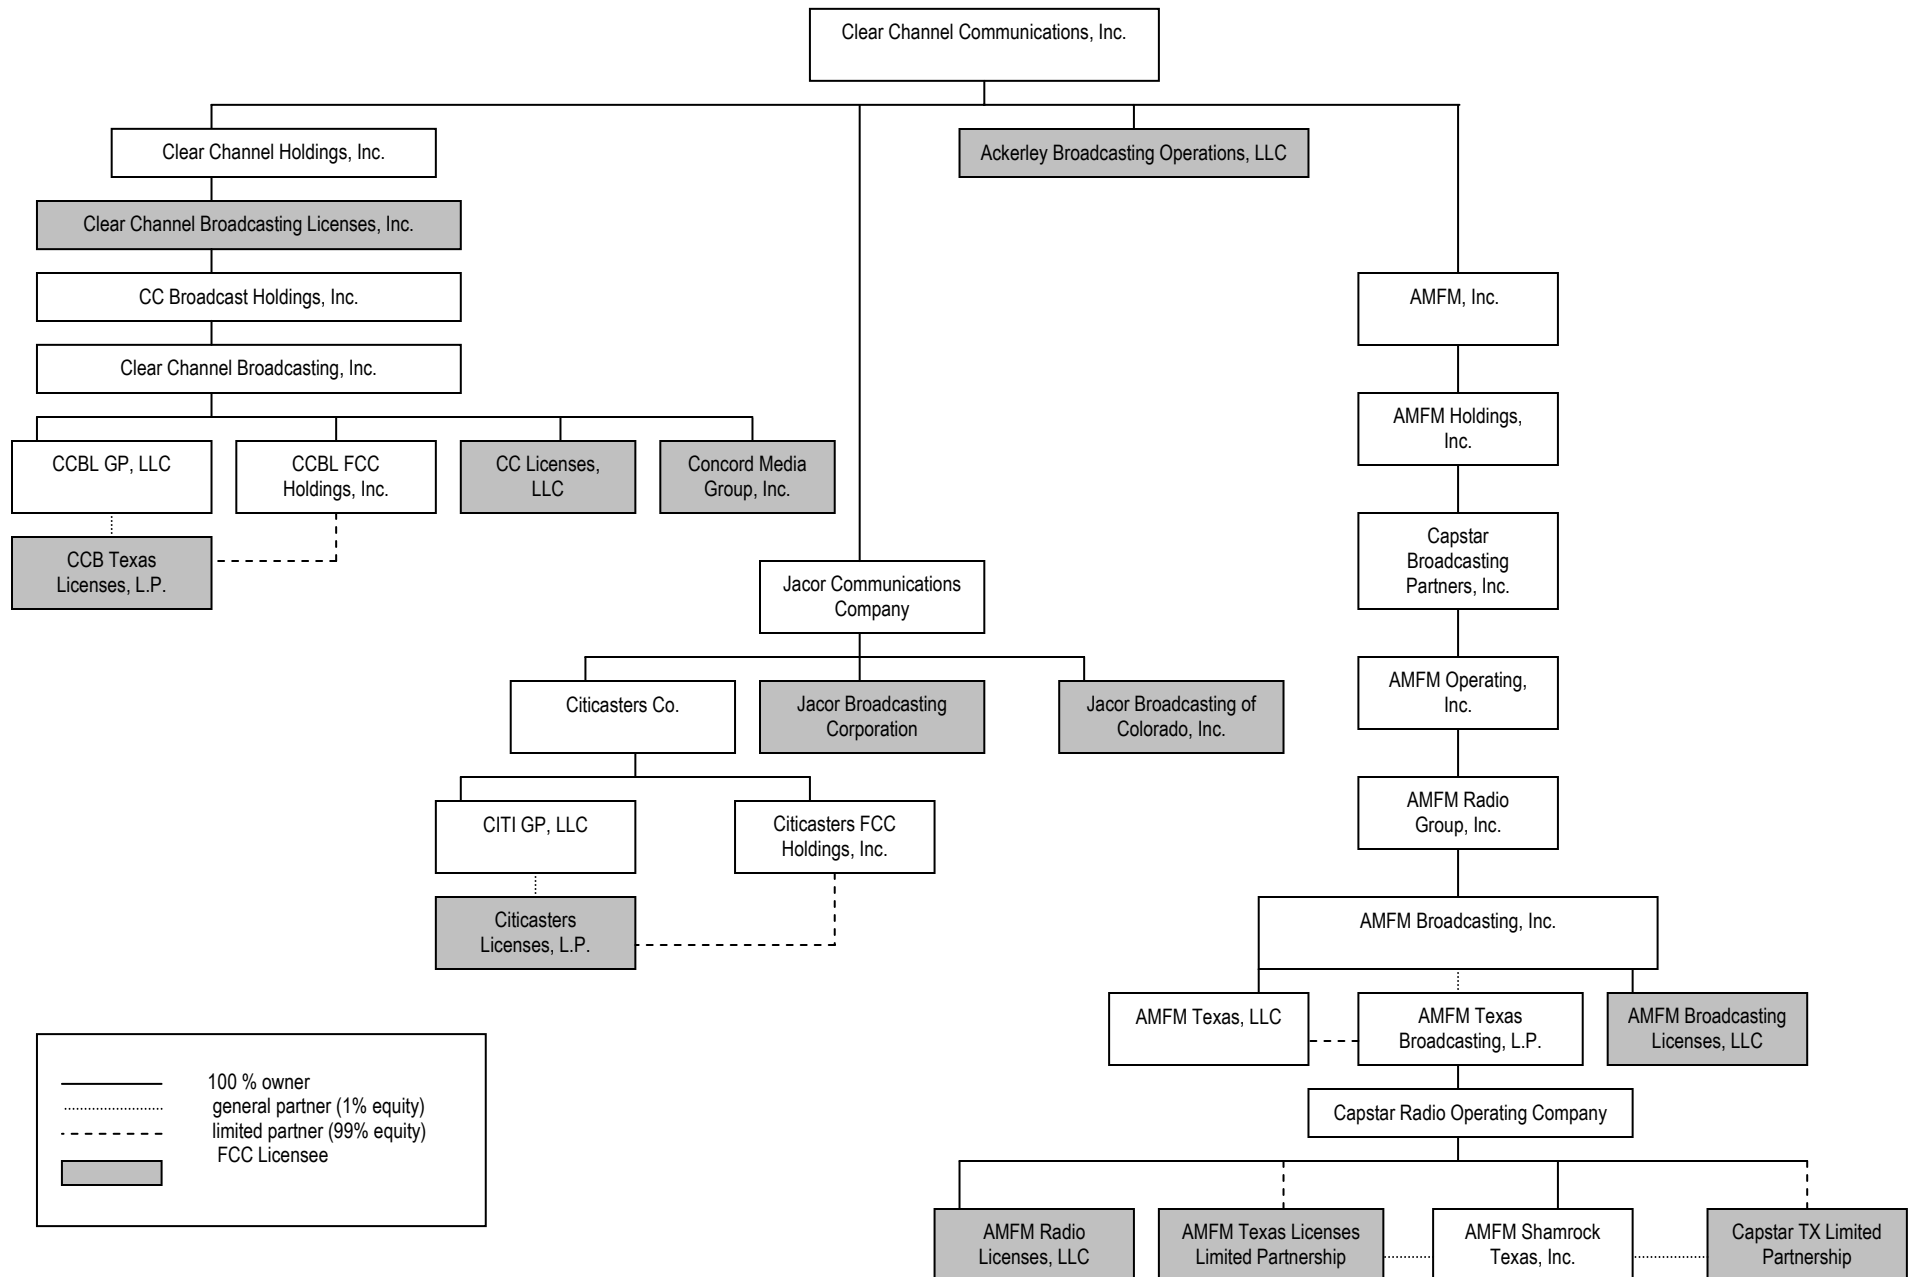 Clear Channel Communications, Inc.
Clear Channel Holdings, Inc.
Ackerley Broadcasting Operations, LLC
Clear Channel Broadcasting Licenses, Inc.
CC Broadcast Holdings, Inc.
AMFM, Inc.
Clear Channel Broadcasting, Inc.
AMFM Holdings,
Inc.
CCBL GP, LLC
CCBL FCC
Holdings, Inc.
CC Licenses,
LLC
Concord Media
Group, Inc.
CCB Texas
Licenses, L.P.
Capstar
Broadcasting
Partners, Inc.
Jacor Communications
Company
AMFM Operating,
Inc.
Citicasters Co.
Jacor Broadcasting
Corporation
Jacor Broadcasting of
Colorado, Inc.
AMFM Radio
Group, Inc.
CITI GP, LLC
Citicasters FCC
Holdings, Inc.
Citicasters
Licenses, L.P.
AMFM Broadcasting, Inc.
AMFM Texas, LLC
AMFM Texas
Broadcasting, L.P.
AMFM Broadcasting
Licenses, LLC
Capstar Radio Operating Company
AMFM Radio
Licenses, LLC
AMFM Texas Licenses
Limited Partnership
AMFM Shamrock
Texas, Inc.
Capstar TX Limited
Partnership
100 % owner
general partner (1% equity)
limited partner (99% equity)
FCC Licensee